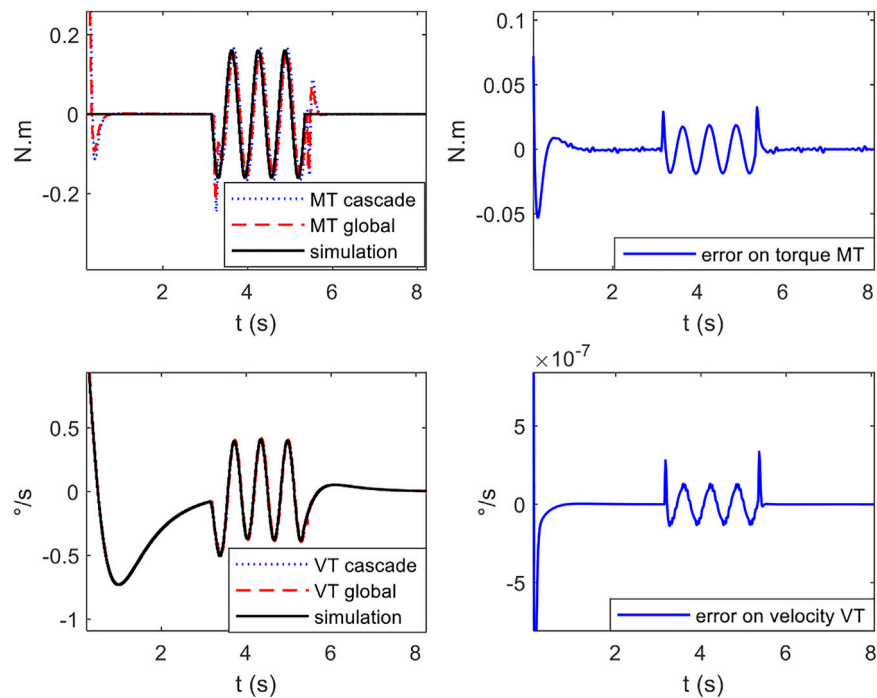 0.2
0
-0.2
N.m
MT cascade
MT global
simulation
2 4 6 8
t (s)
0.1
0.05
0
-0.05
N.m
error on torque MT
2 4 6 8
t (s)
0.5
0
-0.5
-1
°/s
VT cascade
VT global
simulation
2 4 6 8
t (s)
×10⁻⁷
5
0
-5
°/s
error on velocity VT
2 4 6 8
t (s)